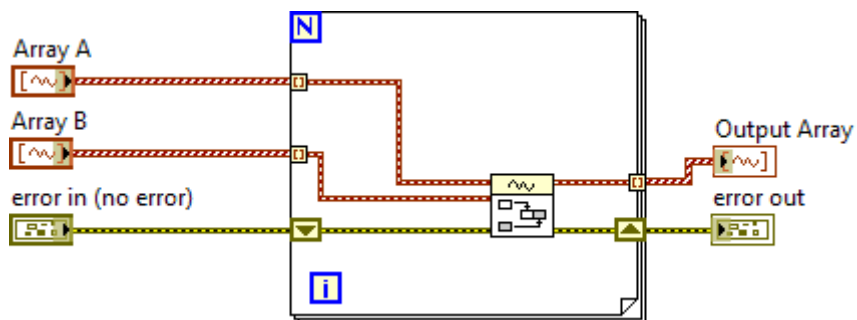 N
Array A
Array B
Output Array
error in (no error)
error out
i